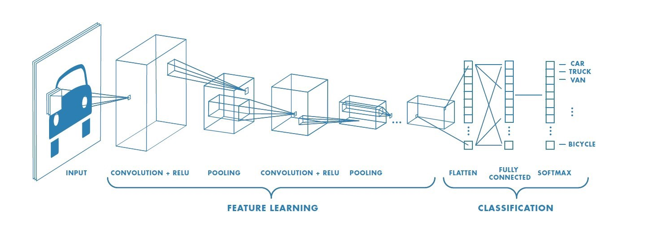 CAR
TRUCK
VAN
BICYCLE
INPUT
CONVOLUTION + RELU
POOLING
CONVOLUTION + RELU
POOLING
FLATTEN
FULLY
CONNECTED
SOFTMAX
FEATURE LEARNING
CLASSIFICATION